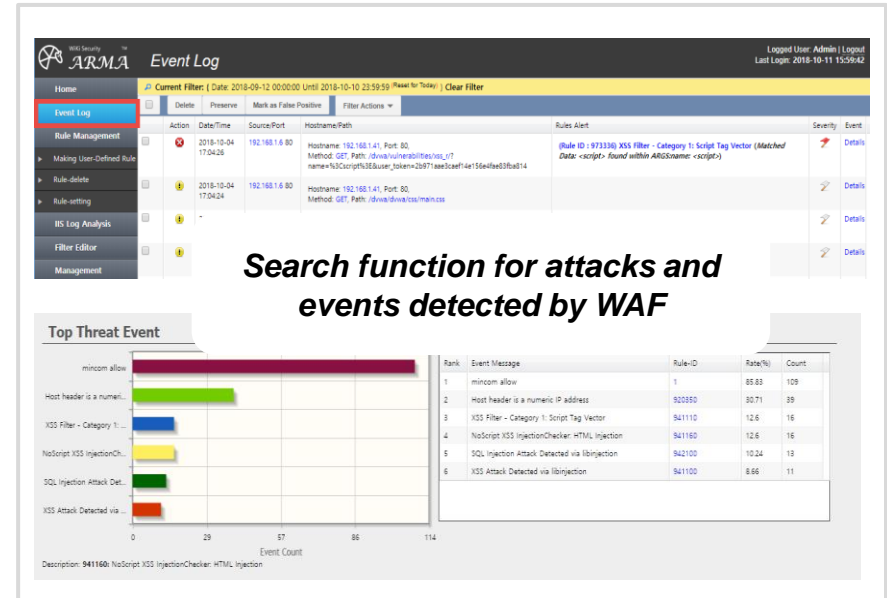 WIKI Security ™
ARMA
Event Log
Logged User: Admin | Logout
Last Login: 2018-10-11 15:59:42
Home
Event Log
Rule Management
Making User-Defined Rule
Rule-delete
Rule-setting
IIS Log Analysis
Filter Editor
Management
Current Filter: ( Date: 2018-09-12 00:00:00 Until 2018-10-10 23:59:59 (Reset for Today) ) Clear Filter
Delete Preserve Mark as False Positive Filter Actions
Action Date/Time Source/Port Hostname/Path Rules Alert Severity Event
2018-10-04
17:04:26
192.168.1.6 80
Hostname: 192.168.1.41, Port: 80,
Method: GET, Path: /dvwa/vulnerabilities/xss_r/?
name=%3Cscript%3E&user_token=2b971aae3caef14e156e4fae83fba814
(Rule ID : 973336) XSS Filter - Category 1: Script Tag Vector (Matched
Data: <script> found within ARGS:name: <script>)
Details
2018-10-04
17:04:24
192.168.1.6 80
Hostname: 192.168.1.41, Port: 80,
Method: GET, Path: /dvwa/dvwa/css/main.css
Details
Details
Details
Search function for attacks and
events detected by WAF
Top Threat Event
mincom allow
Host header is a numeri...
XSS Filter - Category 1: ...
NoScript XSS InjectionCh...
SQL Injection Attack Det...
XSS Attack Detected via ...
0 29 57 86 114
Event Count
Description: 941160: NoScript XSS InjectionChecker: HTML Injection
Rank Event Message Rule-ID Rate(%) Count
1 mincom allow 1 85.83 109
2 Host header is a numeric IP address 920350 30.71 39
3 XSS Filter - Category 1: Script Tag Vector 941110 12.6 16
4 NoScript XSS InjectionChecker: HTML Injection 941160 12.6 16
5 SQL Injection Attack Detected via libinjection 942100 10.24 13
6 XSS Attack Detected via libinjection 941100 8.66 11